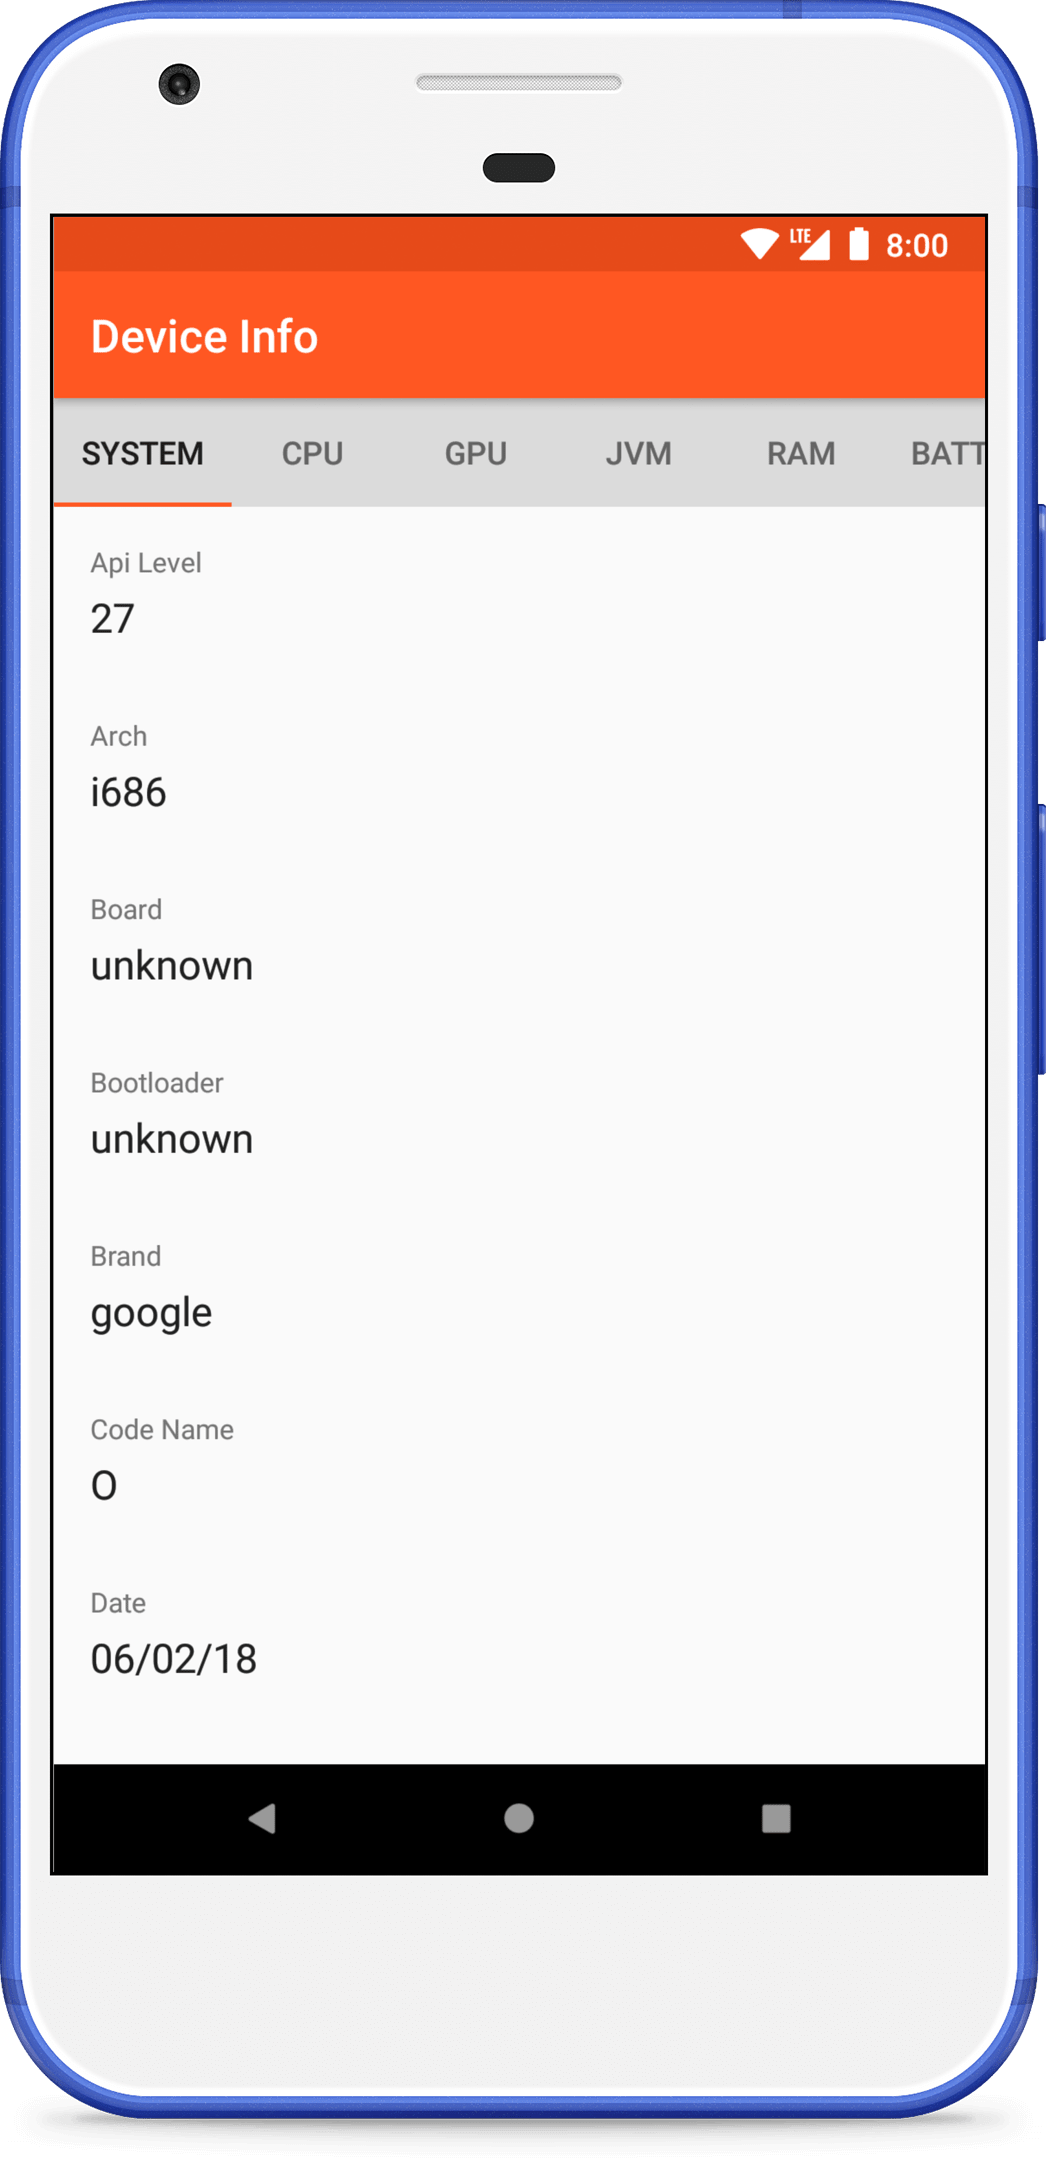 LTE 8:00
Device Info
SYSTEM CPU GPU JVM RAM BATT
Api Level
27
Arch
i686
Board
unknown
Bootloader
unknown
Brand
google
Code Name
O
Date
06/02/18